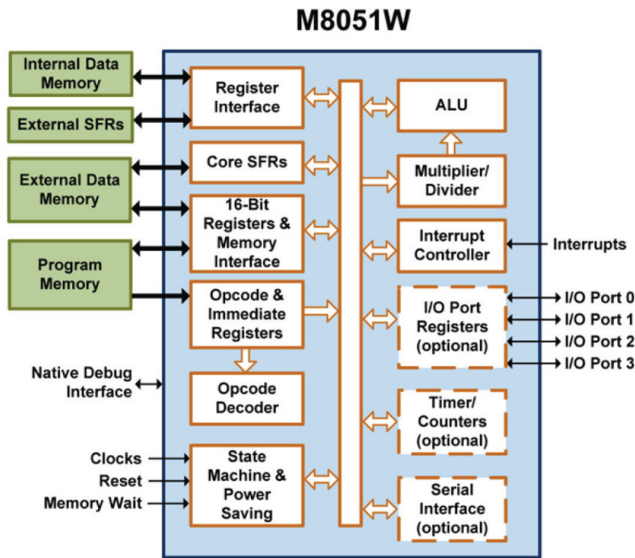 M8051W
Internal Data
Memory
External SFRs
External Data
Memory
Program
Memory
Native Debug
Interface
Clocks
Reset
Memory Wait
Register
Interface
Core SFRs
16-Bit
Registers &
Memory
Interface
Opcode &
Immediate
Registers
Opcode
Decoder
State
Machine &
Power
Saving
ALU
Multiplier/
Divider
Interrupt
Controller
I/O Port
Registers
(optional)
Timer/
Counters
(optional)
Serial
Interface
(optional)
Interrupts
I/O Port 0
I/O Port 1
I/O Port 2
I/O Port 3